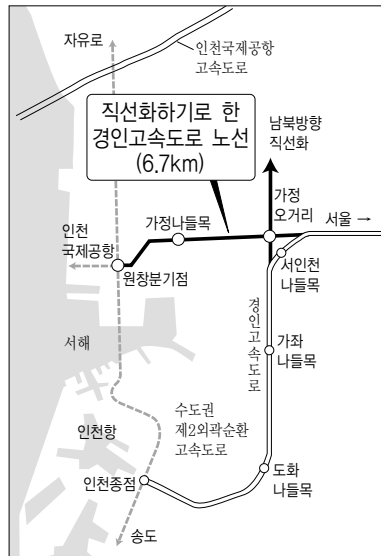 자유로
인천국제공항
고속도로
직선화하기로 한
경인고속도로 노선
(6.7km)
남북방향
직선화
가정
오거리
서울 →
인천
국제공항
가정나들목
원창분기점
서인천
나들목
서해
경인고속도로
가좌
나들목
수도권
제2외곽순환
고속도로
인천항
인천종점
도화
나들목
송도